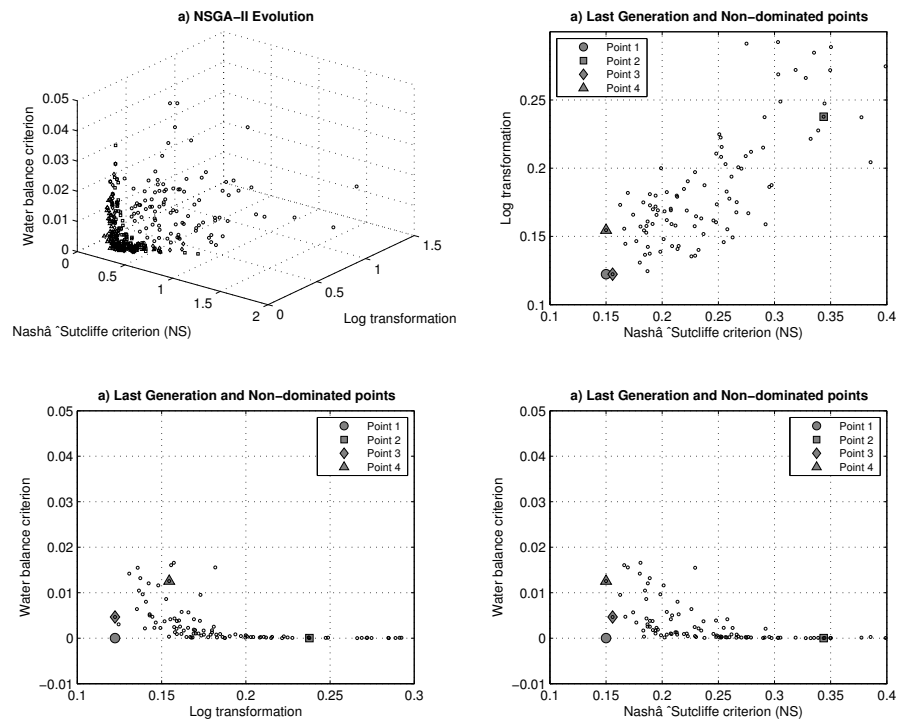 a) NSGA−II Evolution
0.05
0.04
0.03
0.02
0.01
0
Water balance criterion
0
0.5
1
1.5
2
Nashâ ˆSutcliffe criterion (NS)
0
0.5
1
1.5
Log transformation
a) Last Generation and Non−dominated points
Point 1
Point 2
Point 3
Point 4
0.25
0.2
0.15
0.1
Log transformation
0.1 0.15 0.2 0.25 0.3 0.35 0.4
Nashâ ˆSutcliffe criterion (NS)
a) Last Generation and Non−dominated points
Point 1
Point 2
Point 3
Point 4
0.05
0.04
0.03
0.02
0.01
0
−0.01
Water balance criterion
0.1 0.15 0.2 0.25 0.3
Log transformation
a) Last Generation and Non−dominated points
Point 1
Point 2
Point 3
Point 4
0.05
0.04
0.03
0.02
0.01
0
−0.01
Water balance criterion
0.1 0.15 0.2 0.25 0.3 0.35 0.4
Nashâ ˆSutcliffe criterion (NS)